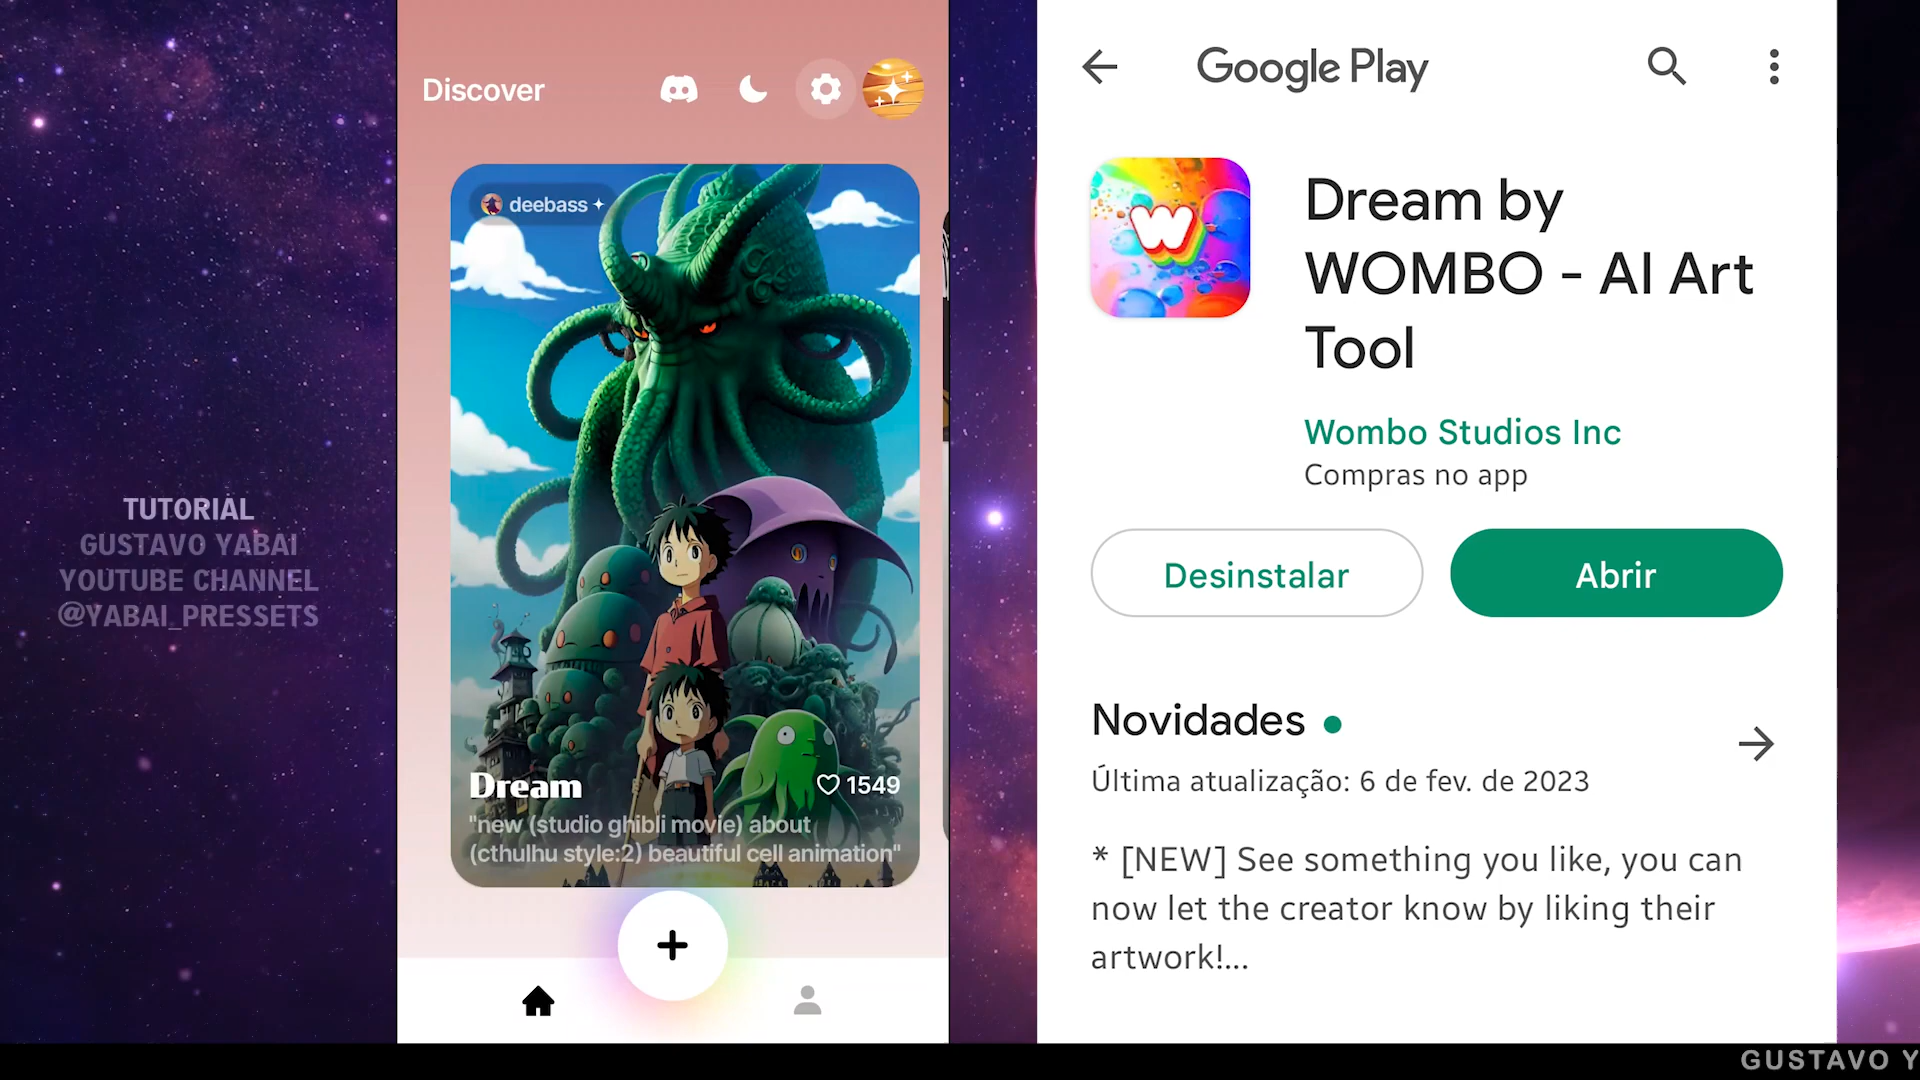 TUTORIAL
GUSTAVO YABAI
YOUTUBE CHANNEL
@YABAI_PRESSETS
Discover
deebass
Dream
1549
"new (studio ghibli movie) about
(cthulhu style:2) beautiful cell animation"
Google Play
W
Dream by
WOMBO - AI Art
Tool
Wombo Studios Inc
Compras no app
Desinstalar
Abrir
Novidades
Última atualização: 6 de fev. de 2023
* [NEW] See something you like, you can
now let the creator know by liking their
artwork!...
GUSTAVO Y